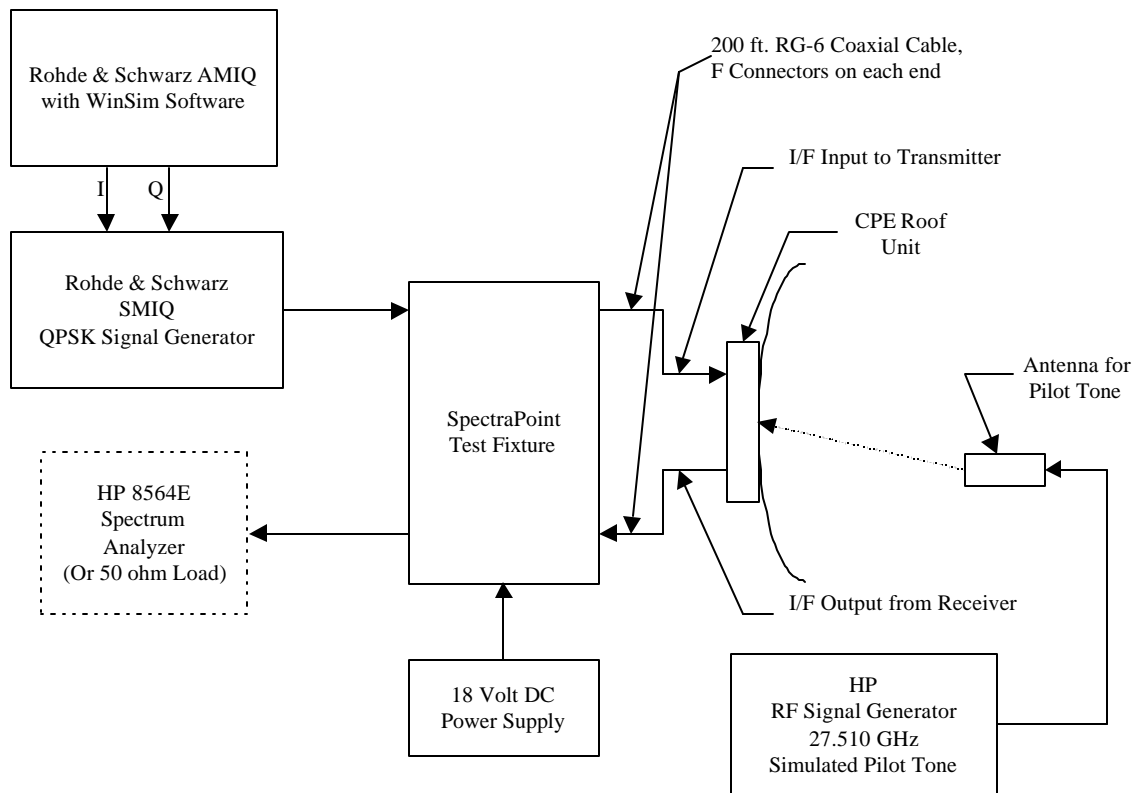 Rohde & Schwarz AMIQ
with WinSim Software
I
Q
Rohde & Schwarz
SMIQ
QPSK Signal Generator
HP 8564E
Spectrum
Analyzer
(Or 50 ohm Load)
SpectraPoint
Test Fixture
18 Volt DC
Power Supply
200 ft. RG-6 Coaxial Cable,
F Connectors on each end
I/F Input to Transmitter
CPE Roof
Unit
Antenna for
Pilot Tone
I/F Output from Receiver
HP
RF Signal Generator
27.510 GHz
Simulated Pilot Tone